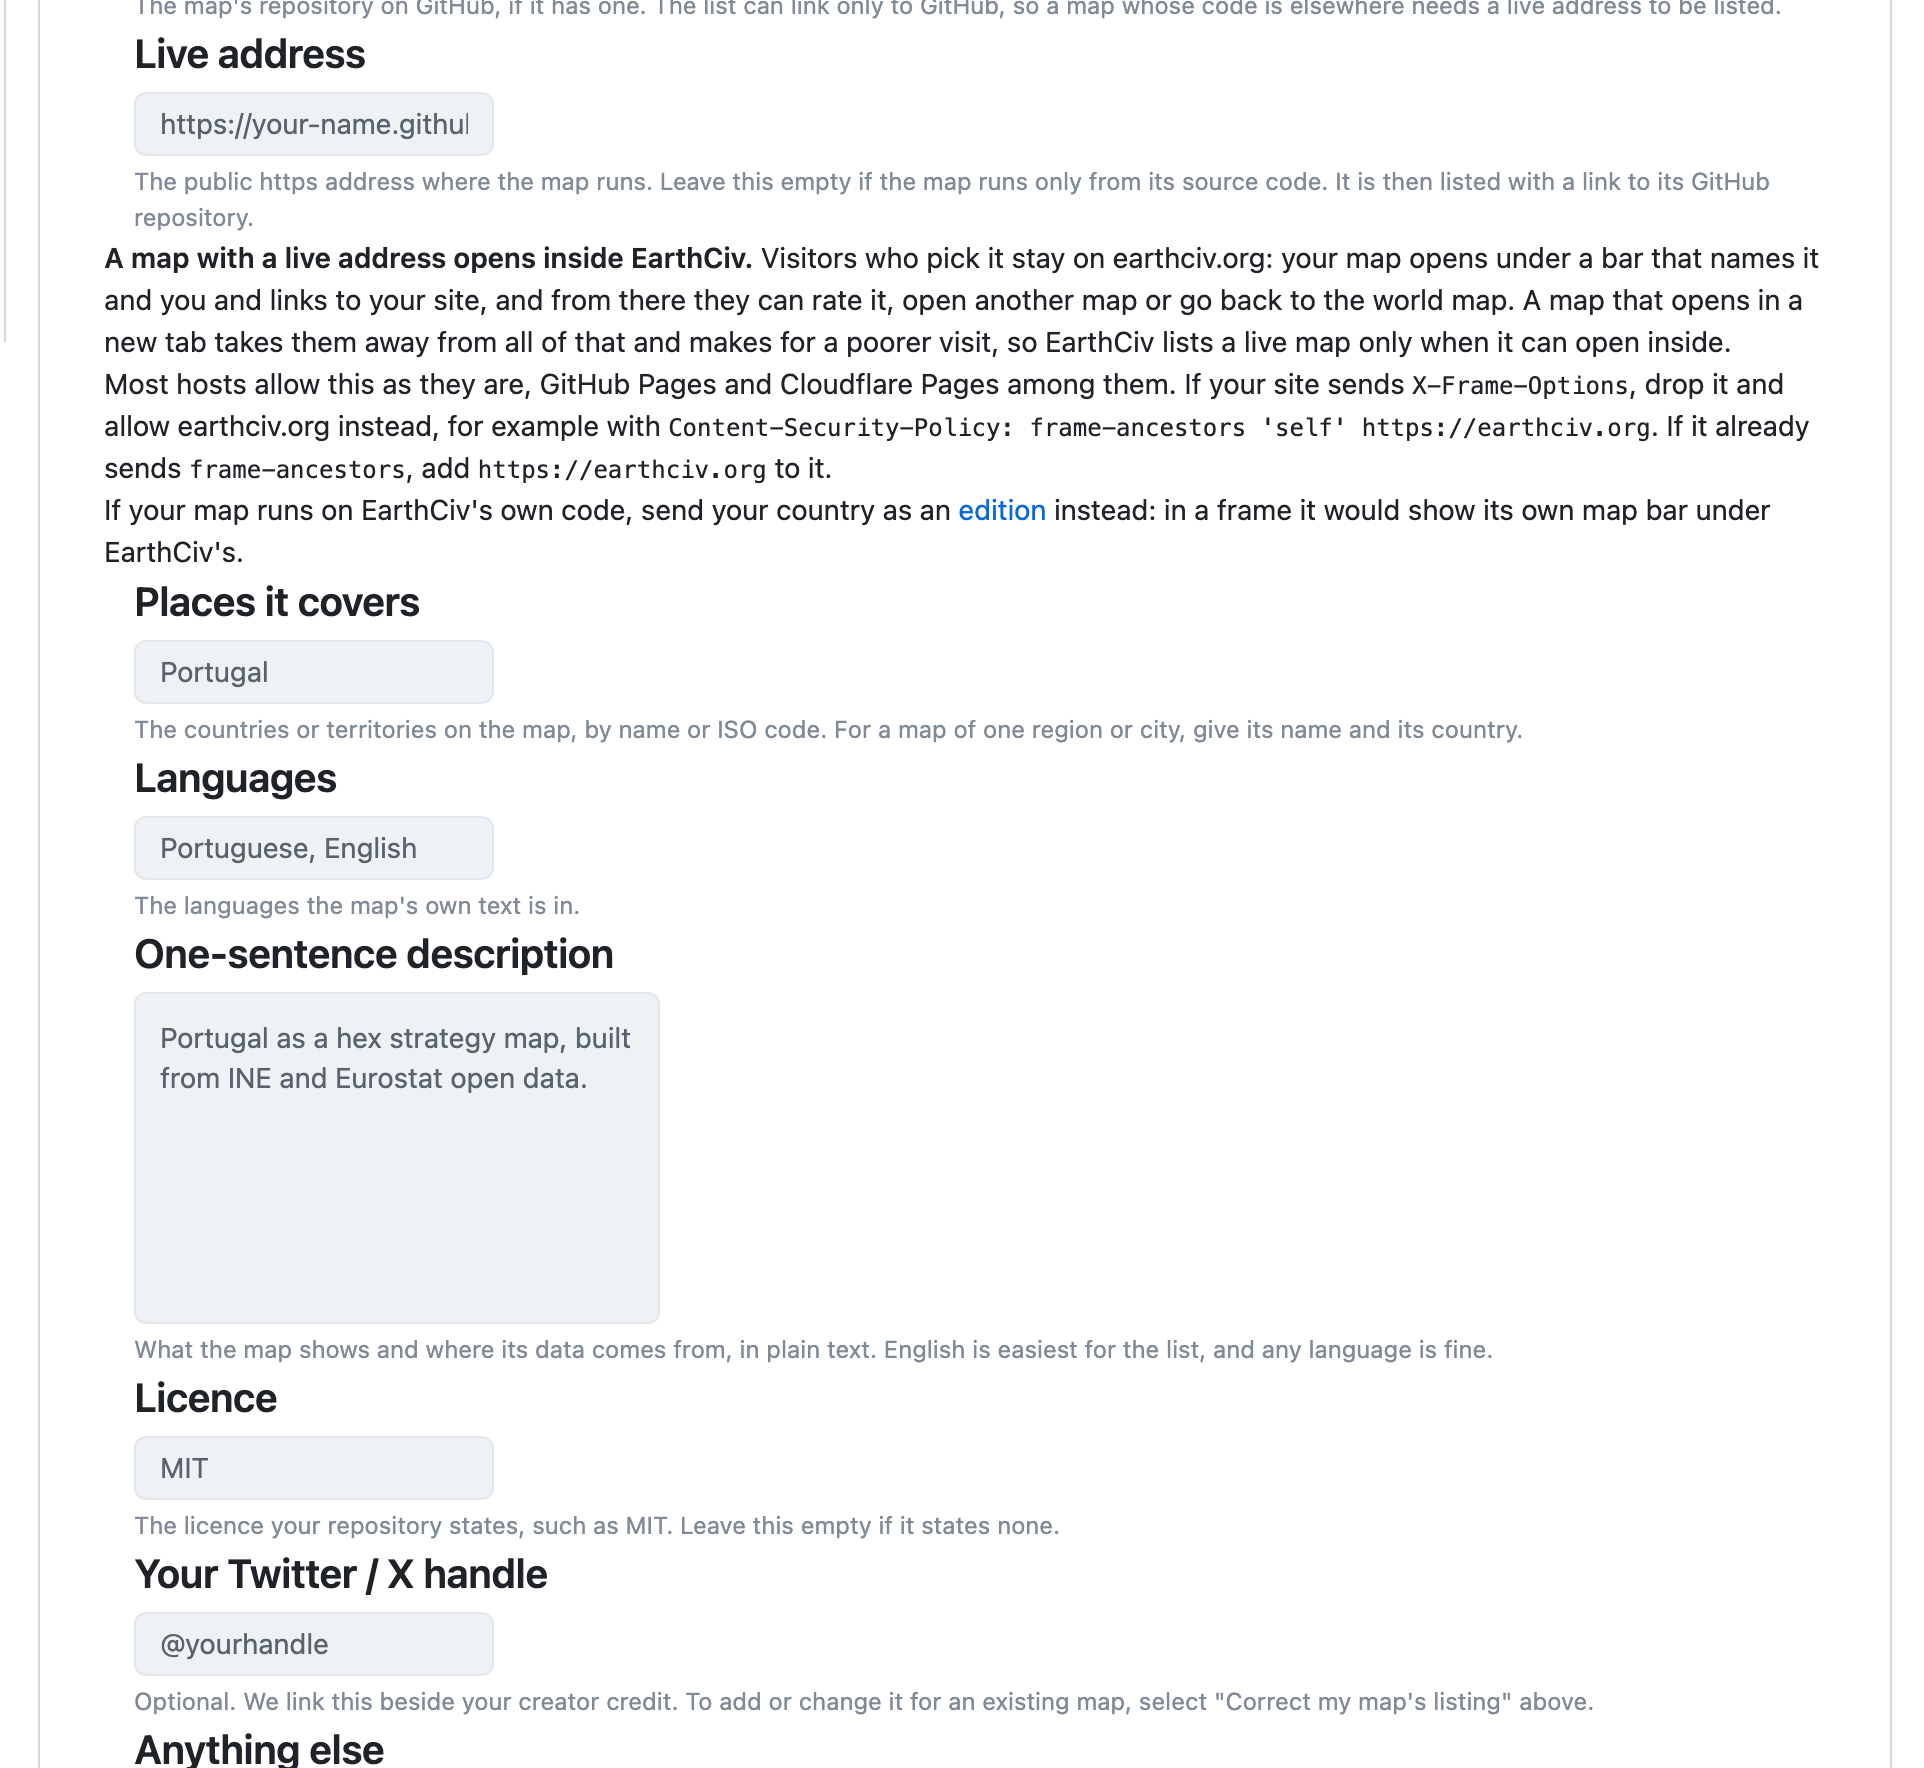 The map's repository on GitHub, if it has one. The list can link only to GitHub, so a map whose code is elsewhere needs a live address to be listed.
Live address
https://your-name.githul
The public https address where the map runs. Leave this empty if the map runs only from its source code. It is then listed with a link to its GitHub
repository.
A map with a live address opens inside EarthCiv. Visitors who pick it stay on earthciv.org: your map opens under a bar that names it
and you and links to your site, and from there they can rate it, open another map or go back to the world map. A map that opens in a
new tab takes them away from all of that and makes for a poorer visit, so EarthCiv lists a live map only when it can open inside.
Most hosts allow this as they are, GitHub Pages and Cloudflare Pages among them. If your site sends X-Frame-Options, drop it and
allow earthciv.org instead, for example with Content-Security-Policy: frame-ancestors 'self' https://earthciv.org. If it already
sends frame-ancestors, add https://earthciv.org to it.
If your map runs on EarthCiv's own code, send your country as an edition instead: in a frame it would show its own map bar under
EarthCiv's.
Places it covers
Portugal
The countries or territories on the map, by name or ISO code. For a map of one region or city, give its name and its country.
Languages
Portuguese, English
The languages the map's own text is in.
One-sentence description
Portugal as a hex strategy map, built
from INE and Eurostat open data.
What the map shows and where its data comes from, in plain text. English is easiest for the list, and any language is fine.
Licence
MIT
The licence your repository states, such as MIT. Leave this empty if it states none.
Your Twitter / X handle
@yourhandle
Optional. We link this beside your creator credit. To add or change it for an existing map, select "Correct my map's listing" above.
Anything else